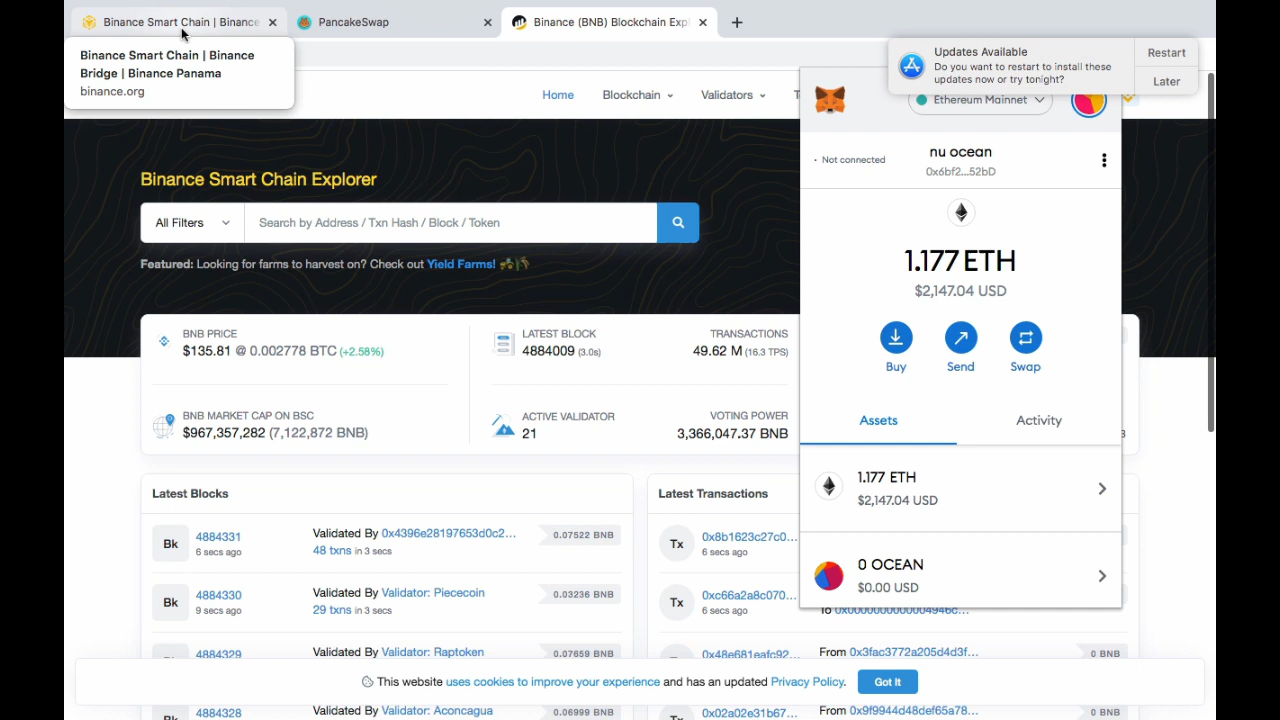 Binance Smart Chain | Binance
PancakeSwap
Binance (BNB) Blockchain Expl
Binance Smart Chain | Binance
Bridge | Binance Panama
binance.org
Updates Available
Do you want to restart to install these
updates now or try tonight?
Restart
Later
Home
Blockchain
Validators
T
Ethereum Mainnet
Not connected
nu ocean
0x6bf2...52bD
1.177 ETH
$2,147.04 USD
Buy
Send
Swap
Assets
Activity
1.177 ETH
$2,147.04 USD
0 OCEAN
$0.00 USD
Binance Smart Chain Explorer
All Filters
Search by Address / Txn Hash / Block / Token
Featured: Looking for farms to harvest on? Check out Yield Farms!
BNB PRICE
$135.81 @ 0.002778 BTC (+2.58%)
LATEST BLOCK
4884009 (3.0s)
TRANSACTIONS
49.62 M (16.3 TPS)
BNB MARKET CAP ON BSC
$967,357,282 (7,122,872 BNB)
ACTIVE VALIDATOR
21
VOTING POWER
3,366,047.37 BNB
3
Latest Blocks
Bk
4884331
6 secs ago
Validated By 0x4396e28197653d0c2...
48 txns in 3 secs
0.07522 BNB
Bk
4884330
9 secs ago
Validated By Validator: Piececoin
29 txns in 3 secs
0.03236 BNB
4884329
Validated By Validator: Raptoken
0.07659 BNB
Bk
4884328
Validated By Validator: Aconcagua
0.06999 BNB
Latest Transactions
Tx
0x8b1623c27c0...
6 secs ago
Tx
0xc66a2a8c070...
6 secs ago
To 0x000000000000004946c...
0x48e681eafc92...
From 0x3fac3772a205d4d3f...
0 BNB
Tx
0x02a02e31b67...
From 0x9f9944d48def65a78...
0 BNB
This website uses cookies to improve your experience and has an updated Privacy Policy.
Got It